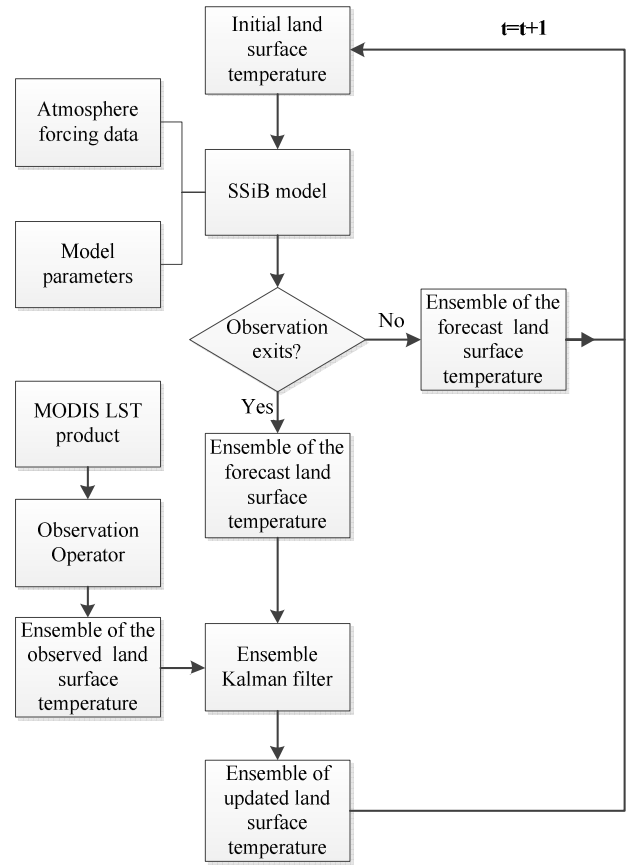 Initial land
surface
temperature
t=t+1
Atmosphere
forcing data
SSiB model
Model
parameters
Observation
exits?
No
Ensemble of the
forecast land
surface
temperature
Yes
MODIS LST
product
Ensemble of the
forecast land
surface
temperature
Observation
Operator
Ensemble of the
observed land
surface
temperature
Ensemble
Kalman filter
Ensemble of
updated land
surface
temperature